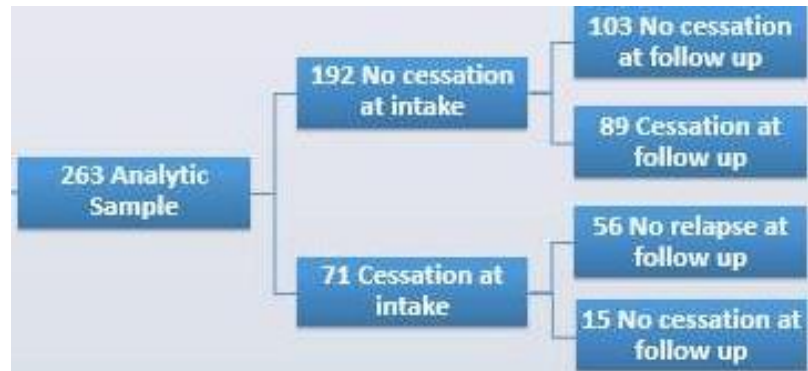 103 No cessation
at follow up
192 No cessation
at intake
89 Cessation at
follow up
263 Analytic
Sample
56 No relapse at
follow up
71 Cessation at
intake
15 No cessation at
follow up